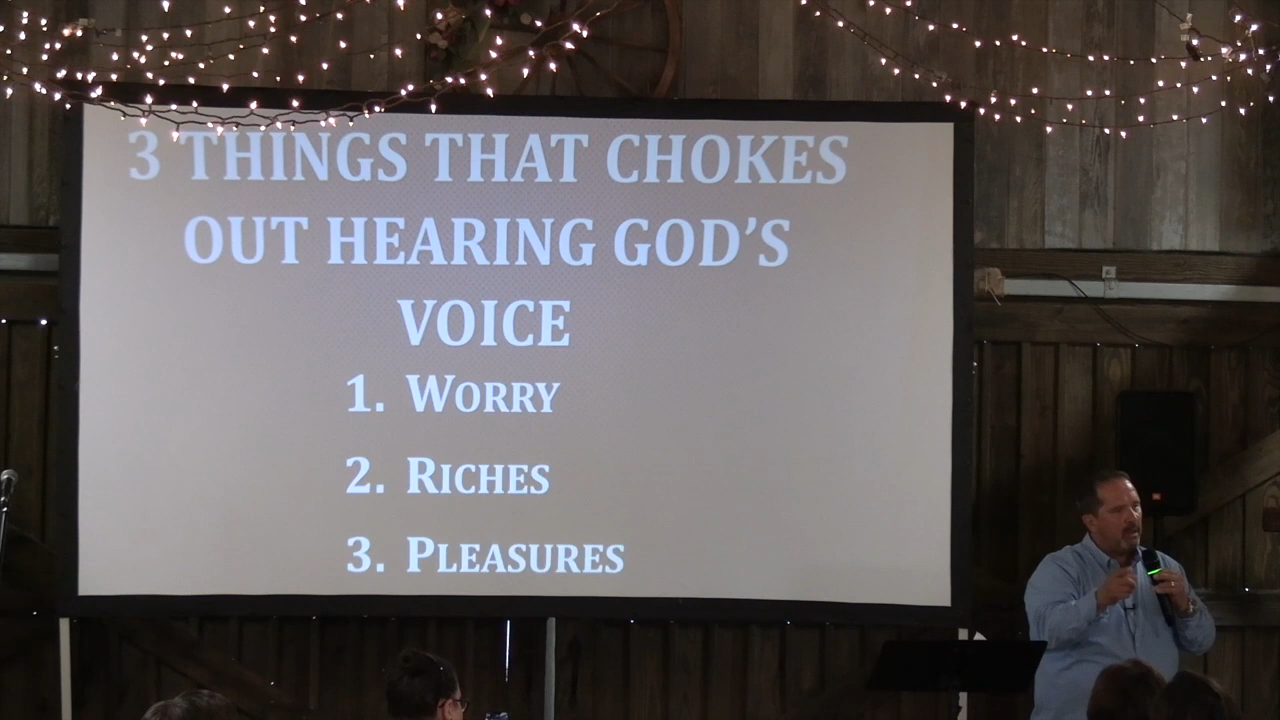 3 THINGS THAT CHOKES
OUT HEARING GOD'S
VOICE
1. WORRY
2. RICHES
3. PLEASURES